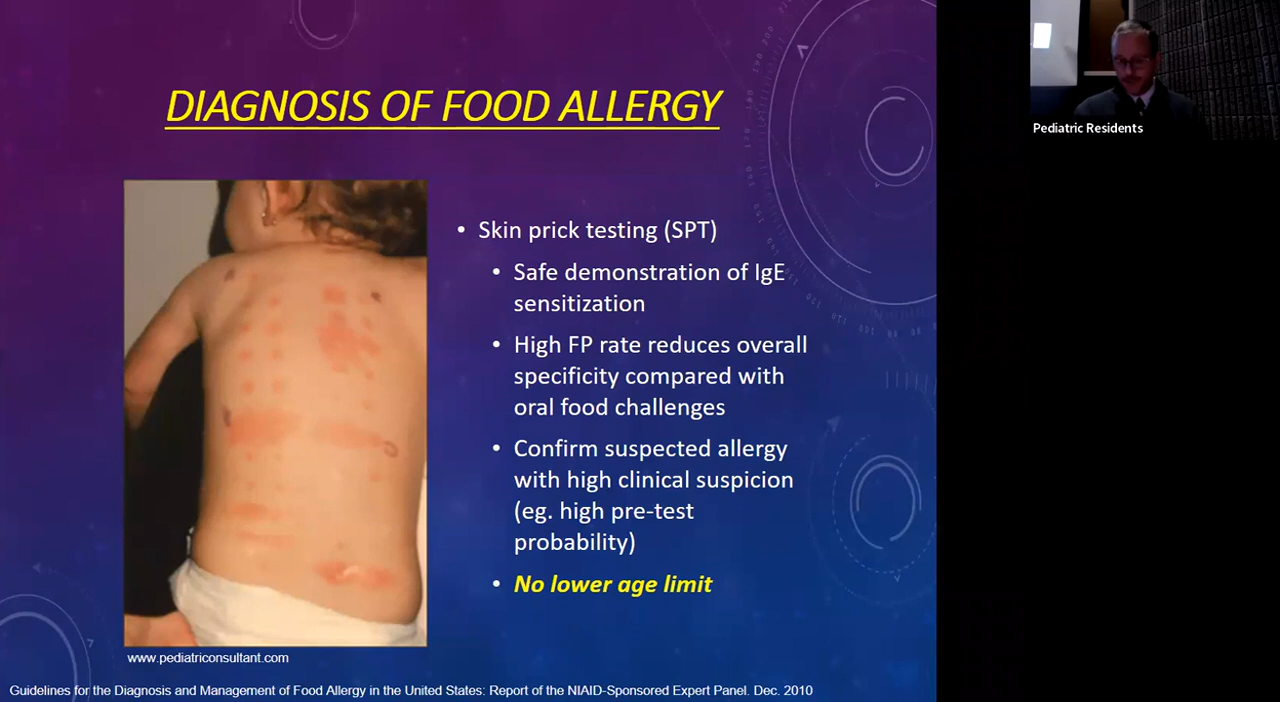 DIAGNOSIS OF FOOD ALLERGY
Pediatric Residents
• Skin prick testing (SPT)
• Safe demonstration of IgE
sensitization
• High FP rate reduces overall
specificity compared with
oral food challenges
• Confirm suspected allergy
with high clinical suspicion
(eg. high pre-test
probability)
• No lower age limit
www.pediatriconsultant.com
Guidelines for the Diagnosis and Management of Food Allergy in the United States: Report of the NIAID-Sponsored Expert Panel. Dec. 2010